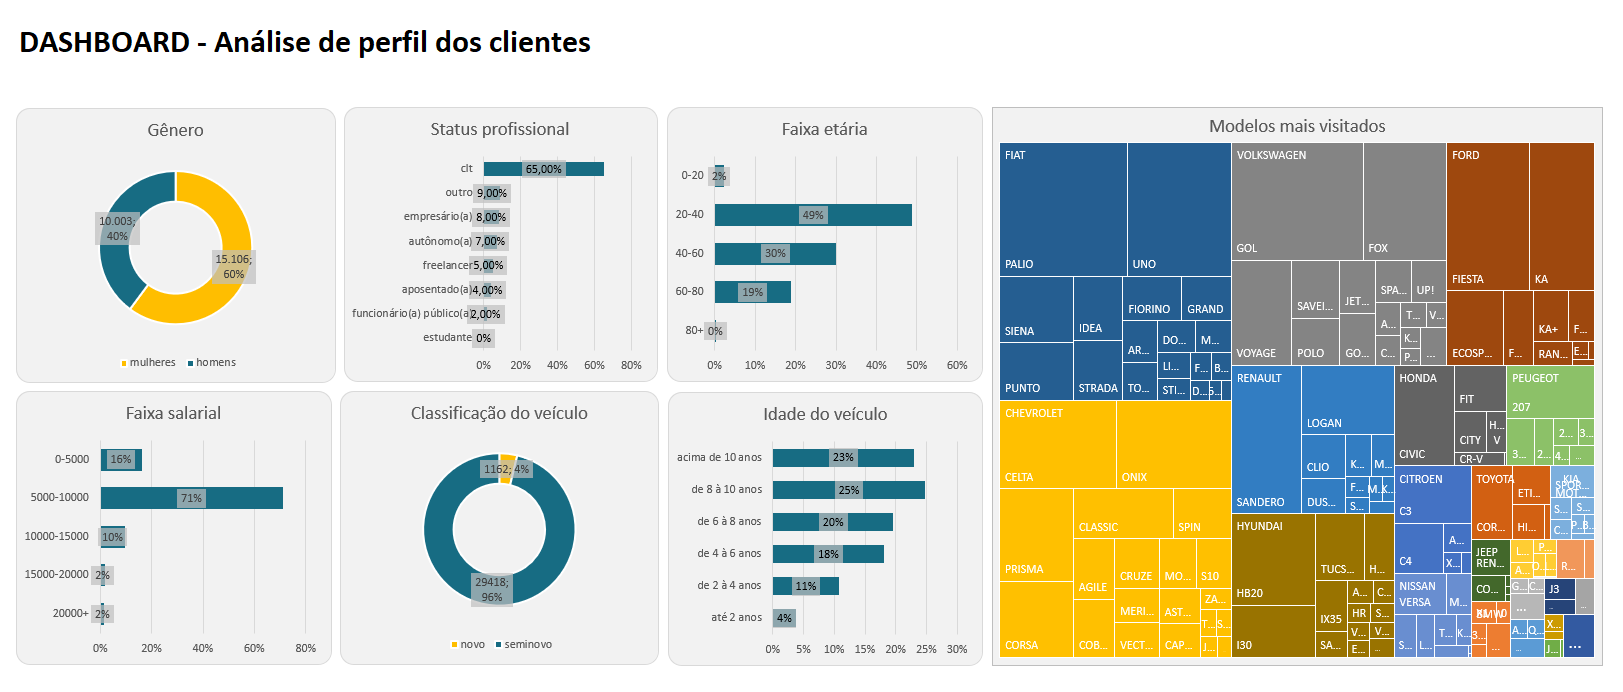 DASHBOARD - Análise de perfil dos clientes
Gênero
10.003;
40%
15.106;
60%
mulheres homens
Status profissional
clt 65,00%
outro 9,00%
empresário(a) 8,00%
autônomo(a) 7,00%
freelancer 5,00%
aposentado(a) 4,00%
funcionário(a) público(a) 2,00%
estudante 0%
0% 20% 40% 60% 80%
Faixa etária
0-20 2%
20-40 49%
40-60 30%
60-80 19%
80+ 0%
0% 10% 20% 30% 40% 50% 60%
Faixa salarial
0-5000 16%
5000-10000 71%
10000-15000 10%
15000-20000 2%
20000+ 2%
0% 20% 40% 60% 80%
Classificação do veículo
1162; 4%
29418;
96%
novo seminovo
Idade do veículo
acima de 10 anos 23%
de 8 à 10 anos 25%
de 6 à 8 anos 20%
de 4 à 6 anos 18%
de 2 à 4 anos 11%
até 2 anos 4%
0% 5% 10% 15% 20% 25% 30%
Modelos mais visitados
FIAT
PALIO
UNO
SIENA
IDEA
FIORINO
GRAND
PUNTO
STRADA
AR...
TO...
DO...
M...
LI...
F...
B...
STI...
D...
VOLKSWAGEN
GOL
FOX
VOYAGE
SAVEI...
POLO
JET...
GO...
SPA...
UP!
A...
T...
V...
K...
C...
P...
...
FORD
FIESTA
KA
ECOSP...
F...
KA+
F...
RAN...
E...
CHEVROLET
CELTA
ONIX
PRISMA
CORSA
CLASSIC
SPIN
AGILE
COB...
CRUZE
MO...
S10
MERI...
AST...
ZA...
T...
S...
VECT...
CAP...
J...
RENAULT
SANDERO
LOGAN
CLIO
K...
M...
DUS...
F...
S...
HYUNDAI
HB20
I30
TUCS...
H...
IX35
SA...
A...
C...
HR
S...
V...
V...
E...
...
HONDA
CIVIC
FIT
CITY
H...
V
CR-V
PEUGEOT
207
3...
2...
2...
3...
4...
...
CITROEN
C3
C4
A...
X...
TOYOTA
COR...
ETI...
HI...
KIA
SPOR...
MOT...
S...
S...
C...
P...
B...
NISSAN
VERSA
M...
S...
L...
T...
K...
JEEP
REN...
CO...
L...
P...
A...
R...
G...
C...
...
J3
..
BMW
3...
...
A...
Q...
X...
...
J...
...